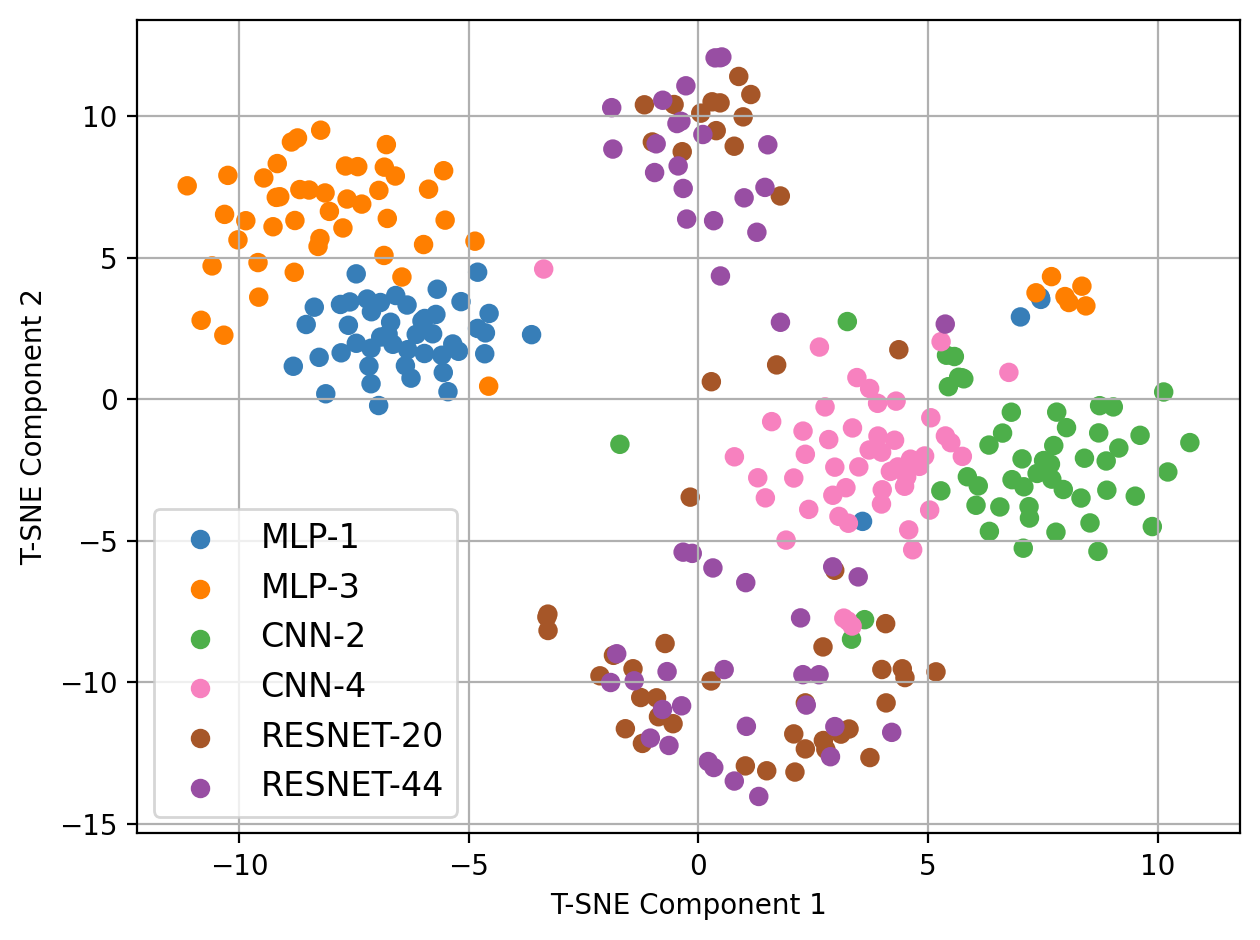 10
5
0
−5
−10
−15
T-SNE Component 2
MLP-1
MLP-3
CNN-2
CNN-4
RESNET-20
RESNET-44
−10
−5
0
5
10
T-SNE Component 1